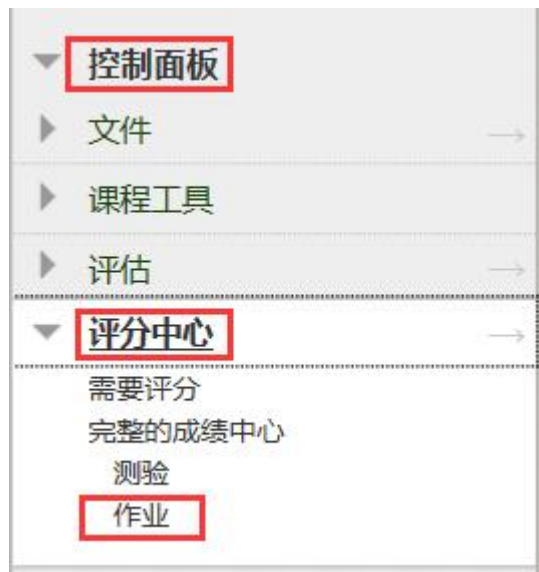 控制面板
文件
课程工具
评估
评分中心
需要评分
完整的成绩中心
测验
作业